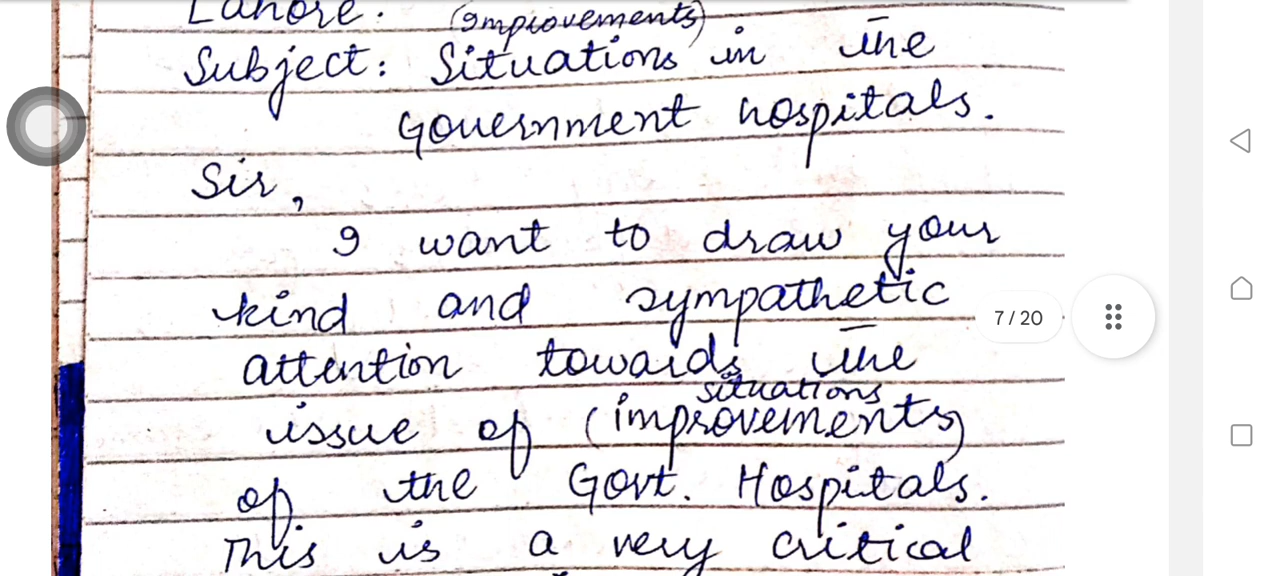 Lahore. (Improvements)
Subject: Situations in the
Government hospitals.
Sir,
I want to draw your
kind and sympathetic
7 / 20
attention towards the
situations
issue of (improvements)
of the Govt. Hospitals.
This is a very critical